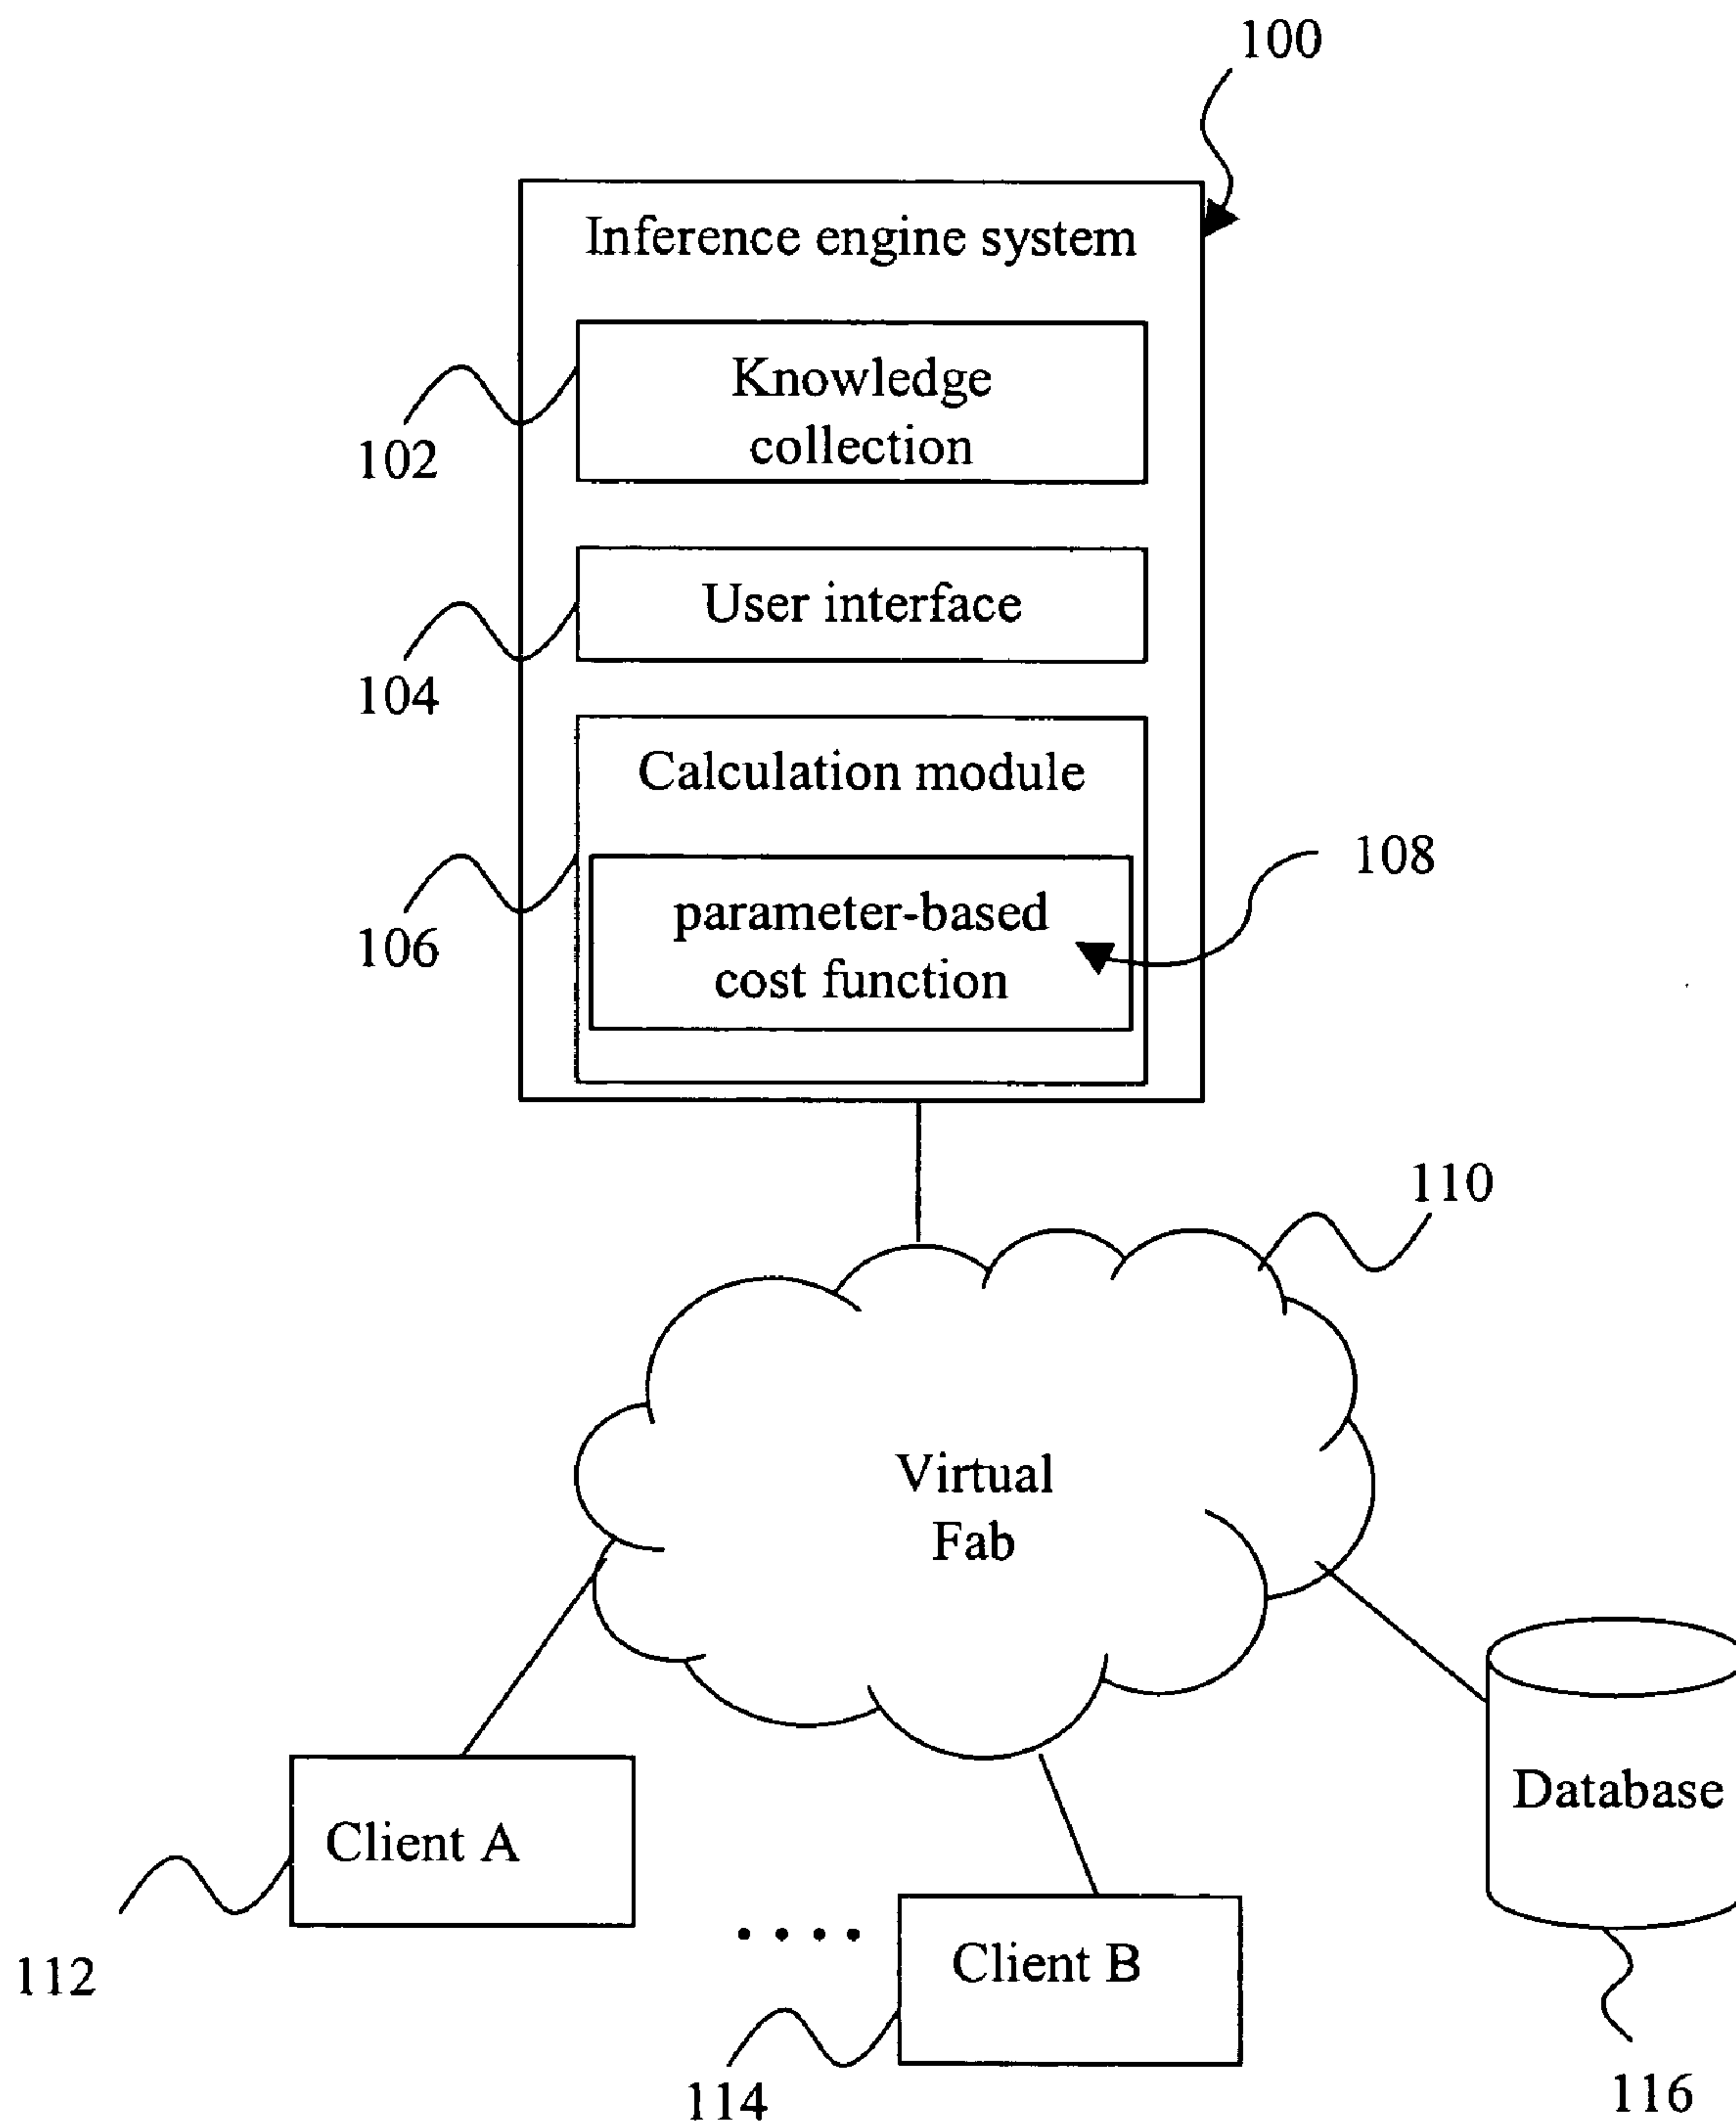 100
Inference engine system
Knowledge
collection
102
User interface
104
Calculation module
108
parameter-based
cost function
106
110
Virtual
Fab
Database
Client A
Client B
112
114
116